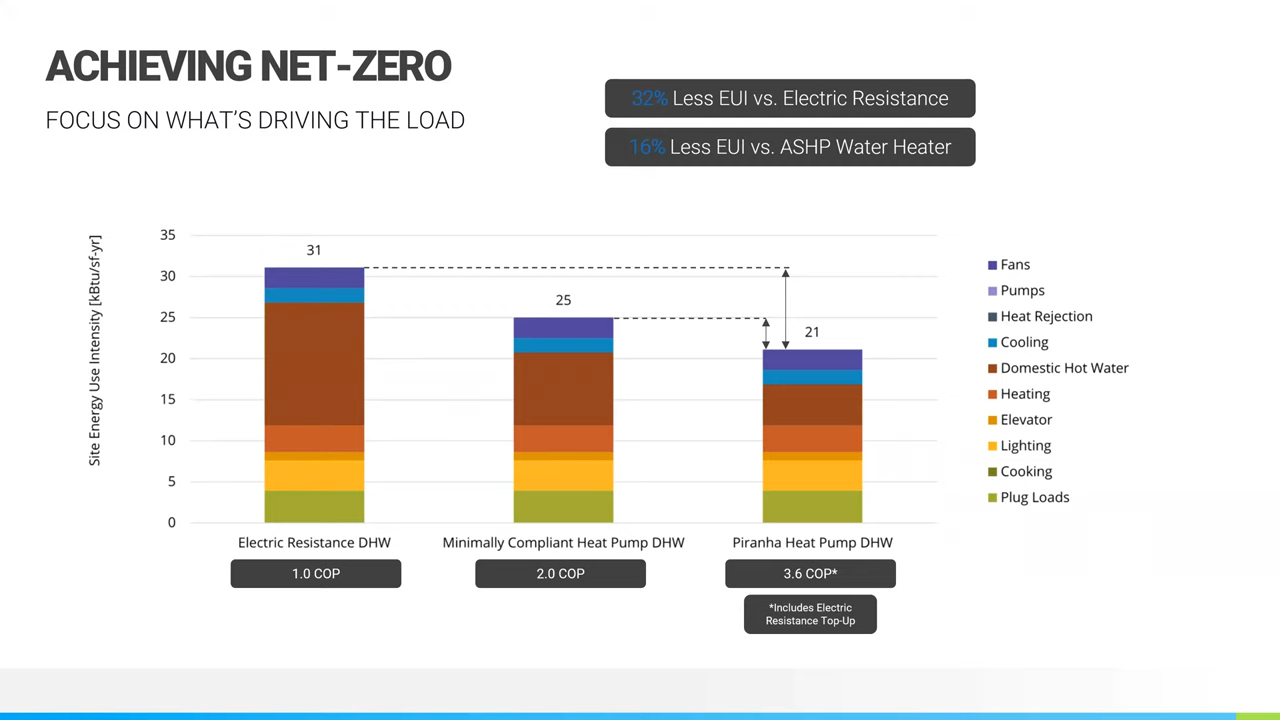 ACHIEVING NET-ZERO
FOCUS ON WHAT'S DRIVING THE LOAD
32% Less EUI vs. Electric Resistance
16% Less EUI vs. ASHP Water Heater
Site Energy Use Intensity [kBtu/sf-yr]
35
30
25
20
15
10
5
0
31
25
21
Fans
Pumps
Heat Rejection
Cooling
Domestic Hot Water
Heating
Elevator
Lighting
Cooking
Plug Loads
Electric Resistance DHW
Minimally Compliant Heat Pump DHW
Piranha Heat Pump DHW
1.0 COP
2.0 COP
3.6 COP*
*Includes Electric
Resistance Top-Up